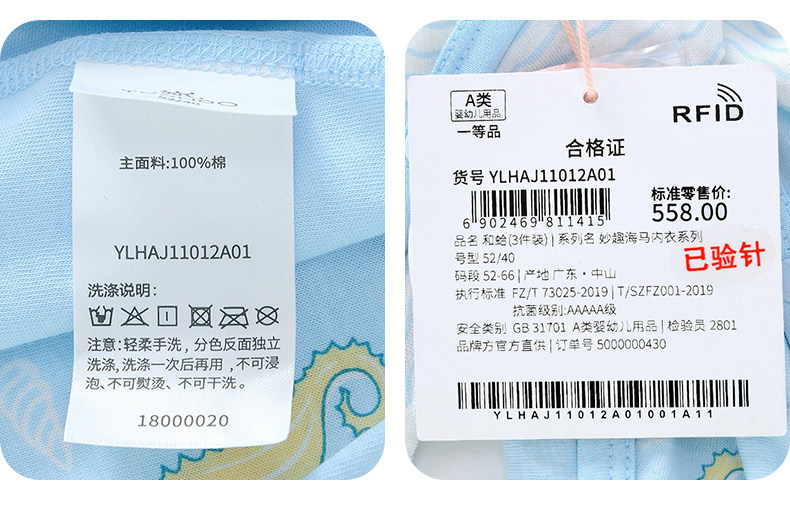 主面料:100%棉
YLHAJ11012A01
洗涤说明:
注意:轻柔手洗,分色反面独立
洗涤,洗涤一次后再用,不可浸
泡、不可熨烫、不可干洗。
18000020
A类
婴幼儿用品
一等品
RFID
合格证
货号 YLHAJ11012A01
6 902469 811415
标准零售价:
558.00
已验针
品名 和蛤(3件装) | 系列名 妙趣海马内衣系列
号型 52/40
码段 52-66 | 产地 广东·中山
执行标准 FZ/T 73025-2019 | T/SZFZ001-2019
抗菌级别:AAAAA级
安全类别 GB 31701 A类婴幼儿用品 | 检验员 2801
品牌方官方直供 | 订单号 5000000430
YLHAJ11012A01001A11